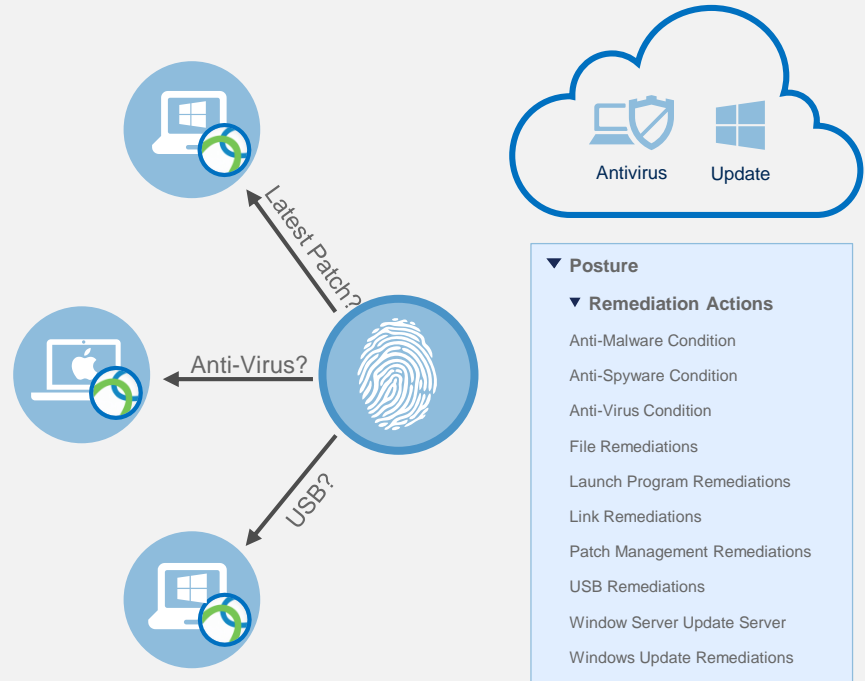 Latest Patch?
Anti-Virus?
USB?
Antivirus
Update
Posture
Remediation Actions
Anti-Malware Condition
Anti-Spyware Condition
Anti-Virus Condition
File Remediations
Launch Program Remediations
Link Remediations
Patch Management Remediations
USB Remediations
Window Server Update Server
Windows Update Remediations